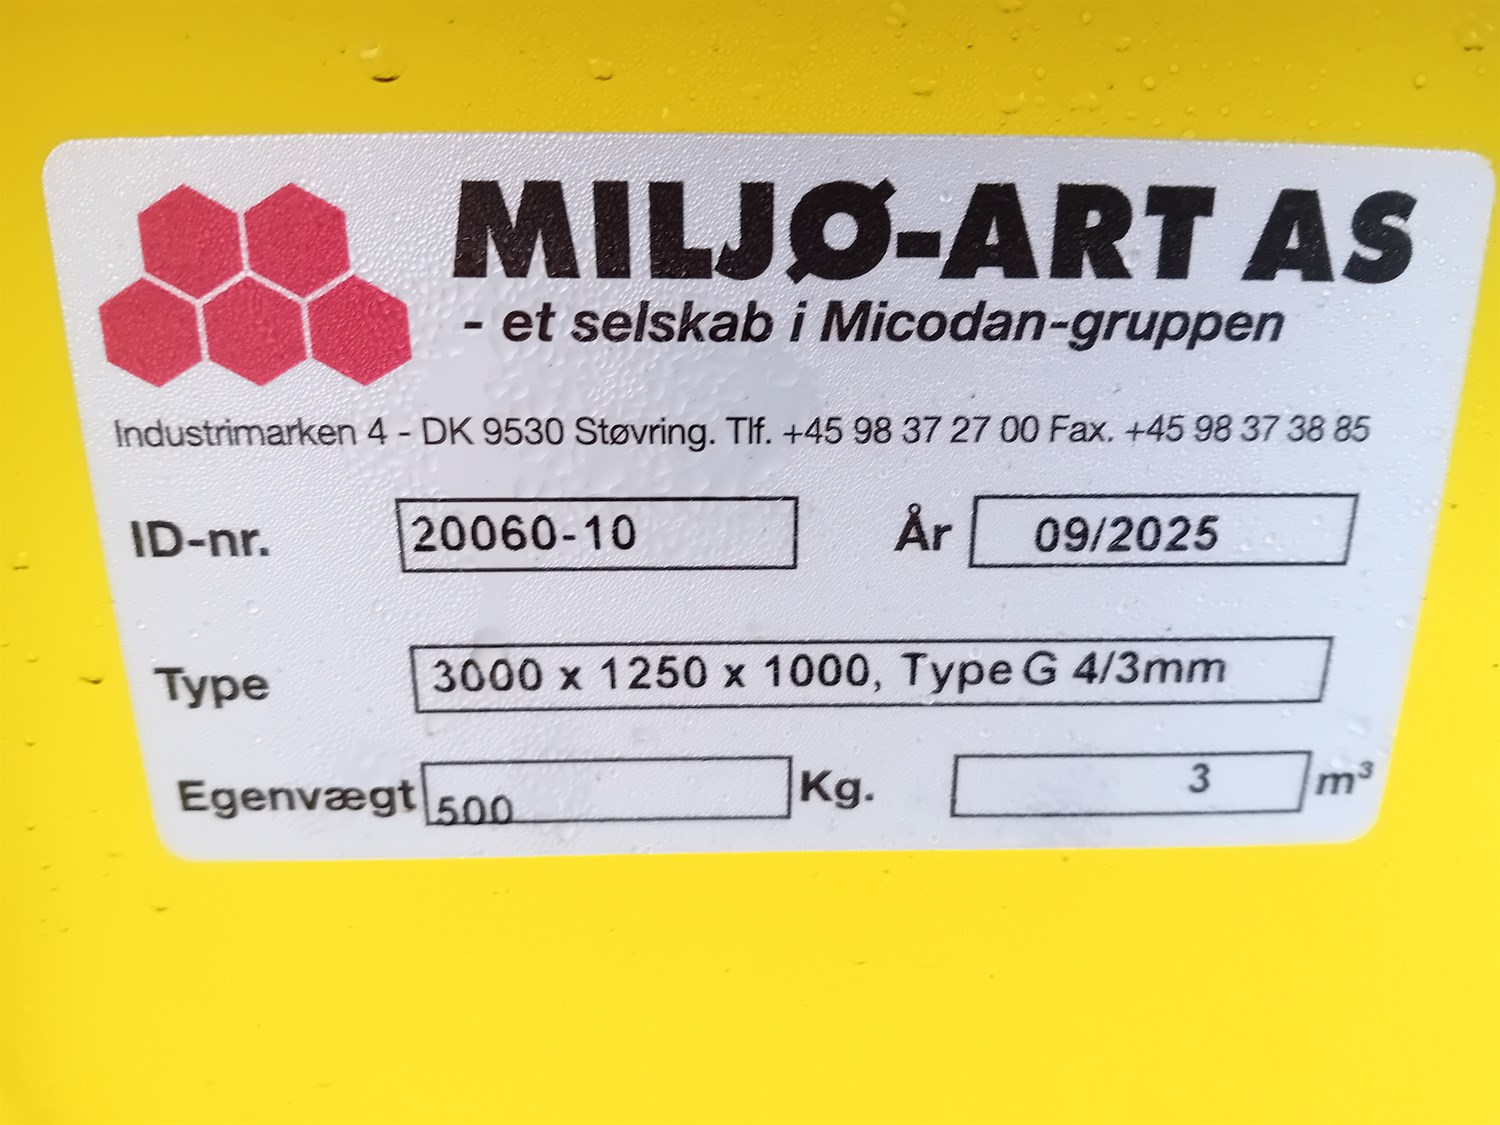 MILJØ-ART AS
- et selskab i Micodan-gruppen
Industrimarken 4 - DK 9530 Støvring. Tlf. +45 98 37 27 00 Fax. +45 98 37 38 85
ID-nr. 20060-10 År 09/2025
Type 3000 x 1250 x 1000, Type G 4/3mm
Egenvægt 500 Kg. 3 m³